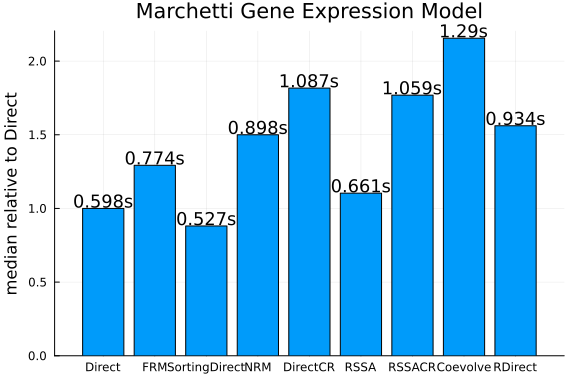 Marchetti Gene Expression Model
median relative to Direct
2.0
1.5
1.0
0.5
0.0
0.598s
0.774s
0.527s
0.898s
1.087s
0.661s
1.059s
1.29s
0.934s
Direct
FRM
SortingDirect
NRM
DirectCR
RSSA
RSSACR
Coevolve
RDirect